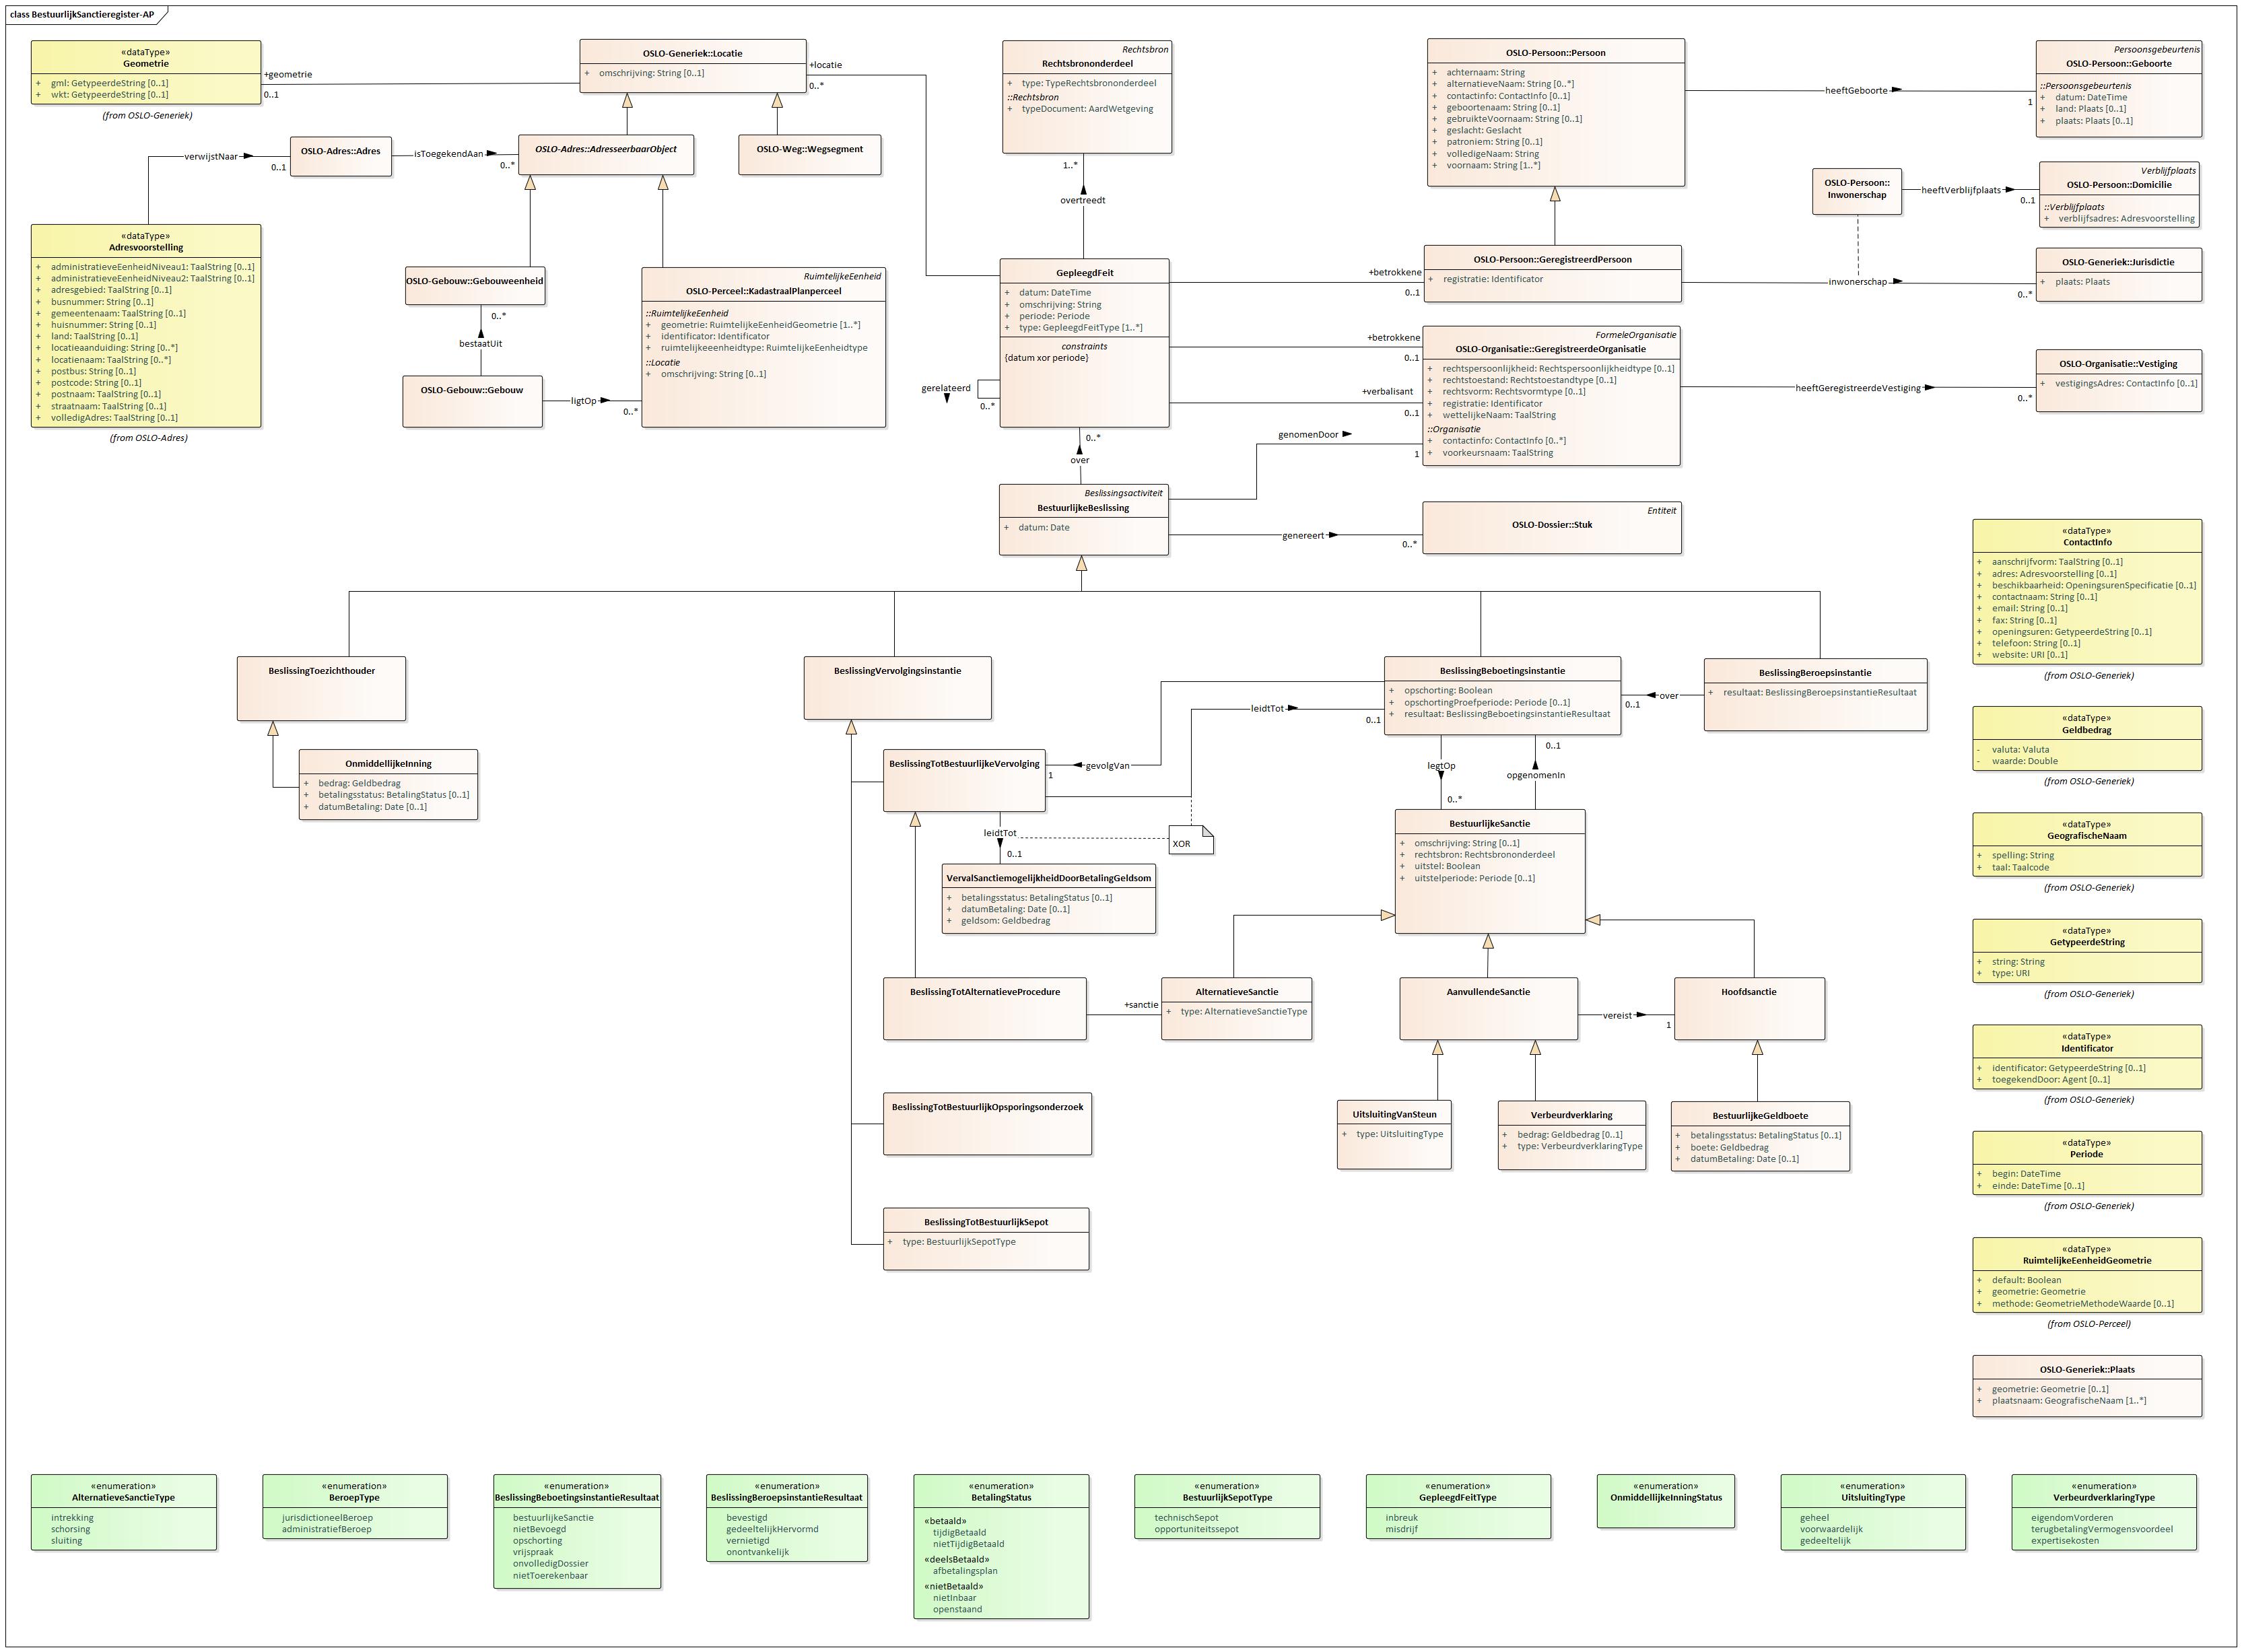 class BestuurlijkSanctieregister-AP
«dataType»
Geometrie
+ gml: GetypeerdeString [0..1]
+ wkt: GetypeerdeString [0..1]
(from OSLO-Generiek)
+geometrie
0..1
OSLO-Generiek::Locatie
+ omschrijving: String [0..1]
+locatie
0..*
Rechtsbron
Rechtsbrononderdeel
+ type: TypeRechtsbrononderdeel
::Rechtsbron
+ typeDocument: AardWetgeving
1..*
overtreedt
OSLO-Persoon::Persoon
+ achternaam: String
+ alternatieveNaam: String [0..*]
+ contactinfo: ContactInfo [0..1]
+ geboortenaam: String [0..1]
+ gebruikteVoornaam: String [0..1]
+ geslacht: Geslacht
+ patroniem: String [0..1]
+ volledigeNaam: String
+ voornaam: String [1..*]
heeftGeboorte
1
Persoonsgebeurtenis
OSLO-Persoon::Geboorte
::Persoonsgebeurtenis
+ datum: DateTime
+ land: Plaats [0..1]
+ plaats: Plaats [0..1]
verwijstNaar
0..1
OSLO-Adres::Adres
isToegekendAan
0..*
OSLO-Adres::AdresseerbaarObject
OSLO-Weg::Wegsegment
OSLO-Persoon::
Inwonerschap
heeftVerblijfplaats
0..1
Verblijfplaats
OSLO-Persoon::Domicilie
::Verblijfplaats
+ verblijfsadres: Adresvoorstelling
«dataType»
Adresvoorstelling
+ administratieveEenheidNiveau1: TaalString [0..1]
+ administratieveEenheidNiveau2: TaalString [0..1]
+ adresgebied: TaalString [0..1]
+ busnummer: String [0..1]
+ gemeentenaam: TaalString [0..1]
+ huisnummer: String [0..1]
+ land: TaalString [0..1]
+ locatieaanduiding: String [0..*]
+ locatienaam: TaalString [0..*]
+ postbus: String [0..1]
+ postcode: String [0..1]
+ postnaam: TaalString [0..1]
+ straatnaam: TaalString [0..1]
+ volledigAdres: TaalString [0..1]
(from OSLO-Adres)
OSLO-Gebouw::Gebouweenheid
0..*
bestaatUit
OSLO-Gebouw::Gebouw
ligtOp
0..*
RuimtelijkeEenheid
OSLO-Perceel::KadastraalPlanperceel
::RuimtelijkeEenheid
+ geometrie: RuimtelijkeEenheidGeometrie [1..*]
+ identificator: Identificator
+ ruimtelijkeeenheidtype: RuimtelijkeEenheidtype
::Locatie
+ omschrijving: String [0..1]
GepleegdFeit
+ datum: DateTime
+ omschrijving: String
+ periode: Periode
+ type: GepleegdFeitType [1..*]
constraints
{datum xor periode}
gerelateerd
0..*
+betrokkene
0..1
OSLO-Persoon::GeregistreerdPersoon
+ registratie: Identificator
inwonerschap
0..*
OSLO-Generiek::Jurisdictie
+ plaats: Plaats
+betrokkene
0..1
+verbalisant
0..1
FormeleOrganisatie
OSLO-Organisatie::GeregistreerdeOrganisatie
+ rechtspersoonlijkheid: Rechtspersoonlijkheidtype [0..1]
+ rechtstoestand: Rechtstoestandtype [0..1]
+ rechtsvorm: Rechtsvormtype [0..1]
+ registratie: Identificator
+ wettelijkeNaam: TaalString
::Organisatie
+ contactinfo: ContactInfo [0..*]
+ voorkeursnaam: TaalString
heeftGeregistreerdeVestiging
0..*
OSLO-Organisatie::Vestiging
+ vestigingsAdres: ContactInfo [0..1]
0..*
over
genomenDoor
1
Beslissingsactiviteit
BestuurlijkeBeslissing
+ datum: Date
genereert
0..*
Entiteit
OSLO-Dossier::Stuk
«dataType»
ContactInfo
+ aanschrijfvorm: TaalString [0..1]
+ adres: Adresvoorstelling [0..1]
+ beschikbaarheid: OpeningsurenSpecificatie [0..1]
+ contactnaam: String [0..1]
+ email: String [0..1]
+ fax: String [0..1]
+ openingsuren: GetypeerdeString [0..1]
+ telefoon: String [0..1]
+ website: URI [0..1]
(from OSLO-Generiek)
BeslissingToezichthouder
BeslissingVervolgingsinstantie
BeslissingBeboetingsinstantie
+ opschorting: Boolean
+ opschortingProefperiode: Periode [0..1]
+ resultaat: BeslissingBeboetingsinstantieResultaat
over
0..1
BeslissingBeroepsinstantie
+ resultaat: BeslissingBeroepsinstantieResultaat
leidtTot
0..1
«dataType»
Geldbedrag
- valuta: Valuta
- waarde: Double
(from OSLO-Generiek)
OnmiddellijkeInning
+ bedrag: Geldbedrag
+ betalingsstatus: BetalingStatus [0..1]
+ datumBetaling: Date [0..1]
BeslissingTotBestuurlijkeVervolging
gevolgVan
1
legtOp
0..*
0..1
opgenomenIn
leidtTot
0..1
XOR
VervalSanctiemogelijkheidDoorBetalingGeldsom
+ betalingsstatus: BetalingStatus [0..1]
+ datumBetaling: Date [0..1]
+ geldsom: Geldbedrag
BestuurlijkeSanctie
+ omschrijving: String [0..1]
+ rechtsbron: Rechtsbrononderdeel
+ uitstel: Boolean
+ uitstelperiode: Periode [0..1]
«dataType»
GeografischeNaam
+ spelling: String
+ taal: Taalcode
(from OSLO-Generiek)
«dataType»
GetypeerdeString
+ string: String
+ type: URI
(from OSLO-Generiek)
BeslissingTotAlternatieveProcedure
+sanctie
AlternatieveSanctie
+ type: AlternatieveSanctieType
AanvullendeSanctie
vereist
1
Hoofdsanctie
«dataType»
Identificator
+ identificator: GetypeerdeString [0..1]
+ toegekendDoor: Agent [0..1]
(from OSLO-Generiek)
BeslissingTotBestuurlijkOpsporingsonderzoek
UitsluitingVanSteun
+ type: UitsluitingType
Verbeurdverklaring
+ bedrag: Geldbedrag [0..1]
+ type: VerbeurdverklaringType
BestuurlijkeGeldboete
+ betalingsstatus: BetalingStatus [0..1]
+ boete: Geldbedrag
+ datumBetaling: Date [0..1]
«dataType»
Periode
+ begin: DateTime
+ einde: DateTime [0..1]
(from OSLO-Generiek)
BeslissingTotBestuurlijkSepot
+ type: BestuurlijkSepotType
«dataType»
RuimtelijkeEenheidGeometrie
+ default: Boolean
+ geometrie: Geometrie
+ methode: GeometrieMethodeWaarde [0..1]
(from OSLO-Perceel)
OSLO-Generiek::Plaats
+ geometrie: Geometrie [0..1]
+ plaatsnaam: GeografischeNaam [1..*]
«enumeration»
AlternatieveSanctieType
intrekking
schorsing
sluiting
«enumeration»
BeroepType
jurisdictioneelBeroep
administratiefBeroep
«enumeration»
BeslissingBeboetingsinstantieResultaat
bestuurlijkeSanctie
nietBevoegd
opschorting
vrijspraak
onvolledigDossier
nietToerekenbaar
«enumeration»
BeslissingBeroepsinstantieResultaat
bevestigd
gedeeltelijkHervormd
vernietigd
onontvankelijk
«enumeration»
BetalingStatus
«betaald»
tijdigBetaald
nietTijdigBetaald
«deelsBetaald»
afbetalingsplan
«nietBetaald»
nietInbaar
openstaand
«enumeration»
BestuurlijkSepotType
technischSepot
opportuniteitssepot
«enumeration»
GepleegdFeitType
inbreuk
misdrijf
«enumeration»
OnmiddellijkeInningStatus
«enumeration»
UitsluitingType
geheel
voorwaardelijk
gedeeltelijk
«enumeration»
VerbeurdverklaringType
eigendomVorderen
terugbetalingVermogensvoordeel
expertisekosten